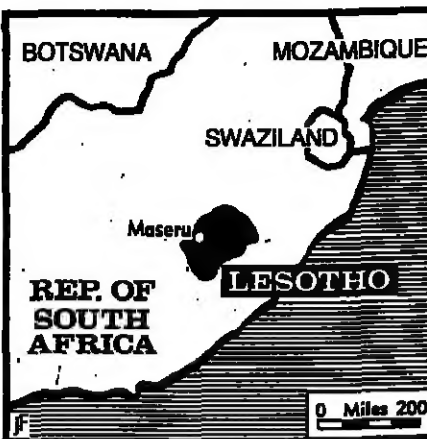 BOTSWANA
MOZAMBIQUE
SWAZILAND
Maseru
LESOTHO
REP. OF
SOUTH
AFRICA
0 Miles 200